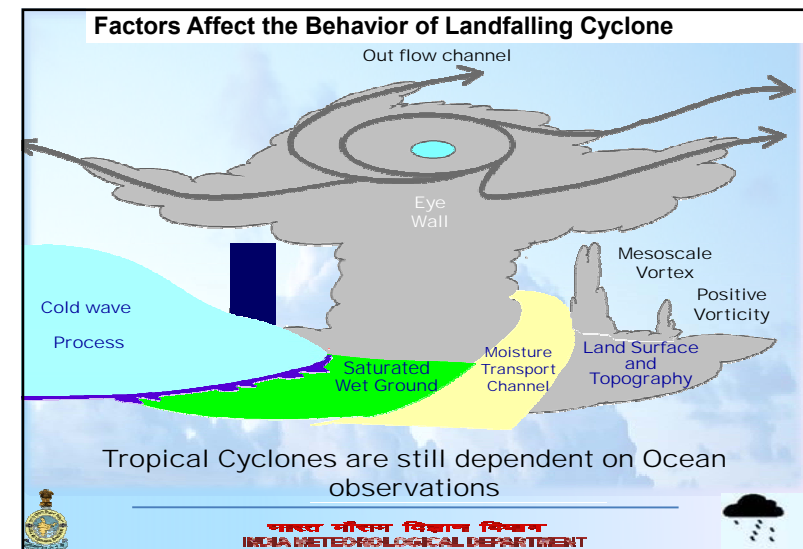 Factors Affect the Behavior of Landfalling Cyclone
Out flow channel
Eye
Wall
Mesoscale
Vortex
Positive
Vorticity
Cold wave
Process
Saturated
Wet Ground
Moisture
Transport
Channel
Land Surface
and
Topography
Tropical Cyclones are still dependent on Ocean
observations
भारत मौसम विज्ञान विभाग
INDIA METEOROLOGICAL DEPARTMENT